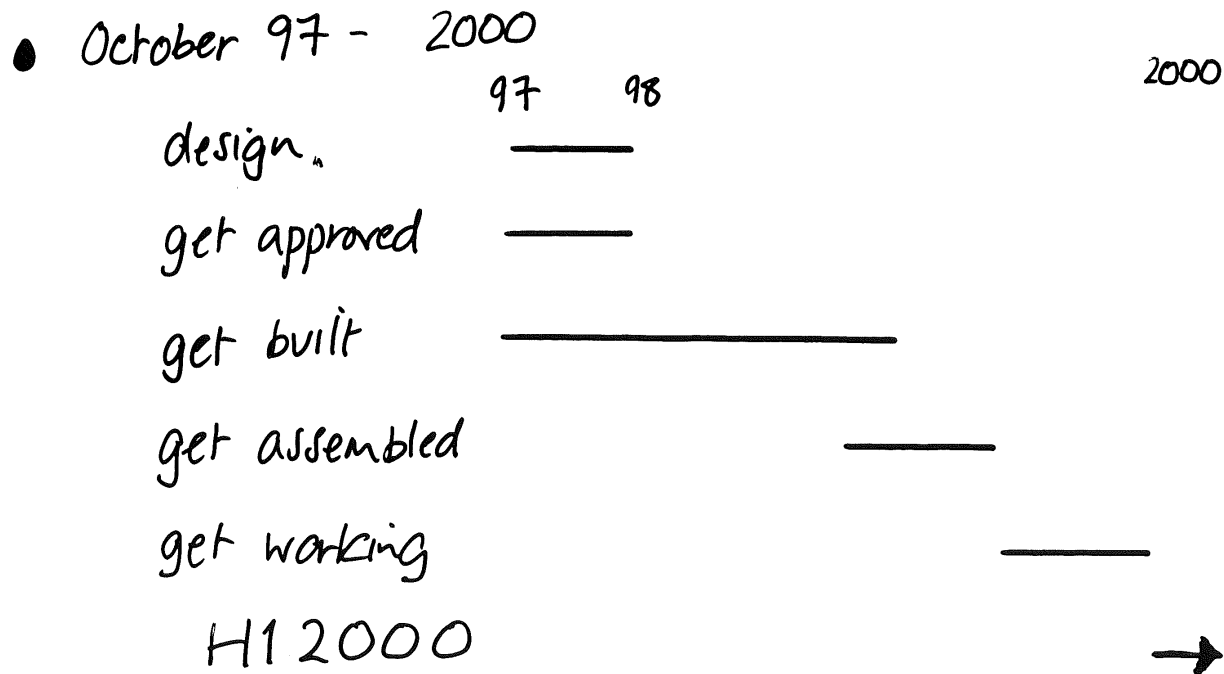 • October 97 - 2000
2000
97 98
design.
get approved
get built
get assembled
get working
H1 2000